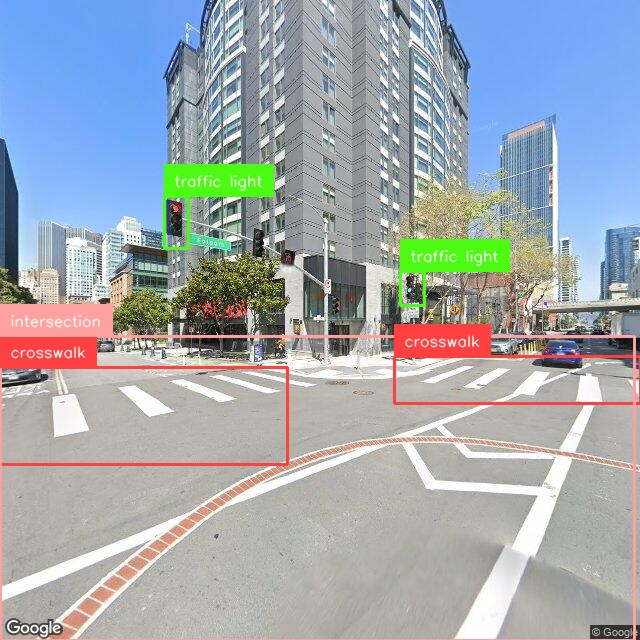 traffic light
Folsom
traffic light
intersection
crosswalk
crosswalk
Google
© Google